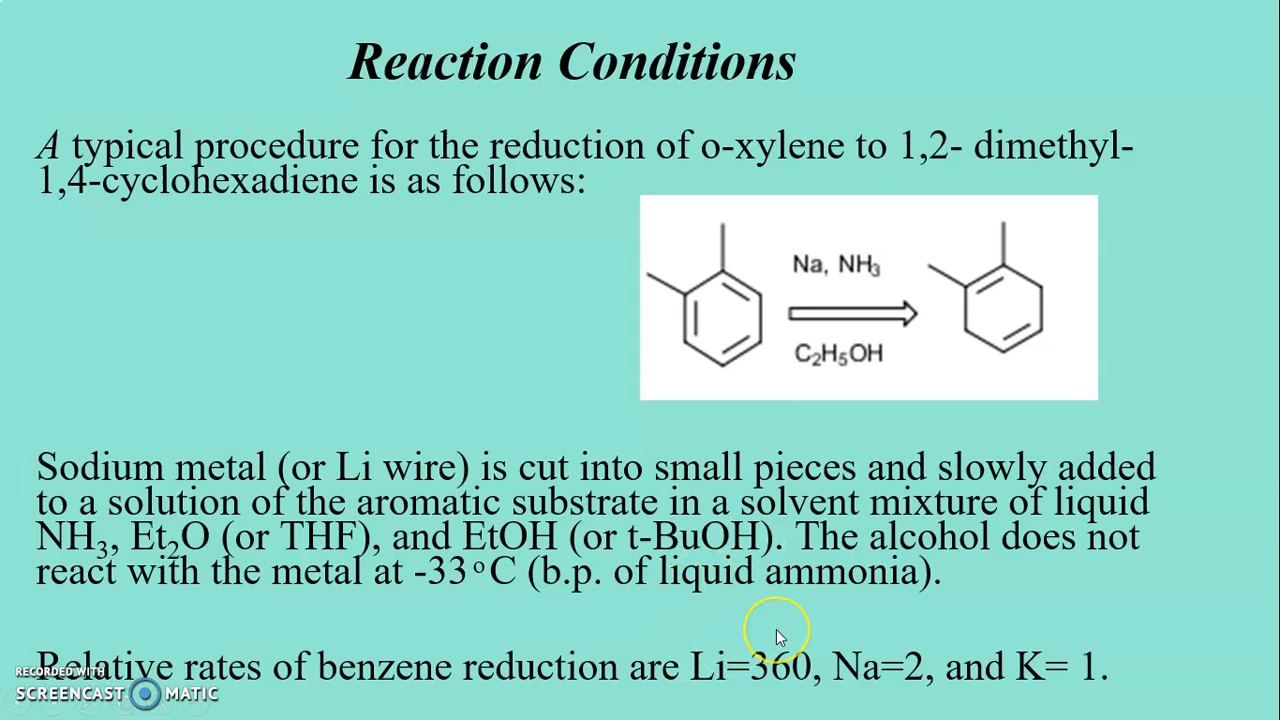 Reaction Conditions
A typical procedure for the reduction of o-xylene to 1,2- dimethyl-
1,4-cyclohexadiene is as follows:
Na, NH₃
C₂H₅OH
Sodium metal (or Li wire) is cut into small pieces and slowly added
to a solution of the aromatic substrate in a solvent mixture of liquid
NH₃, Et₂O (or THF), and EtOH (or t-BuOH). The alcohol does not
react with the metal at -33 ᵒC (b.p. of liquid ammonia).
Relative rates of benzene reduction are Li=360, Na=2, and K= 1.
RECORDED WITH
SCREENCAST MATIC